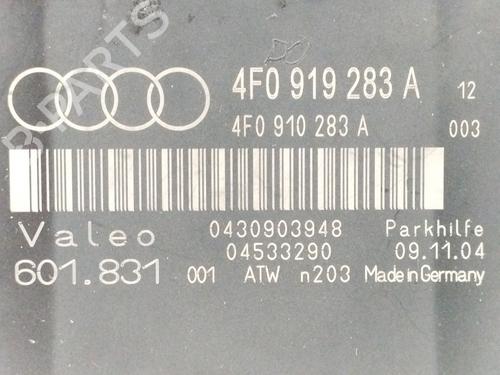 4F0 919 283 A 12
4F0 910 283 A 003
Valeo 0430903948 Parkhilfe
04533290 09.11.04
601.831 001 ATW n203 Made in Germany
B-PARTS